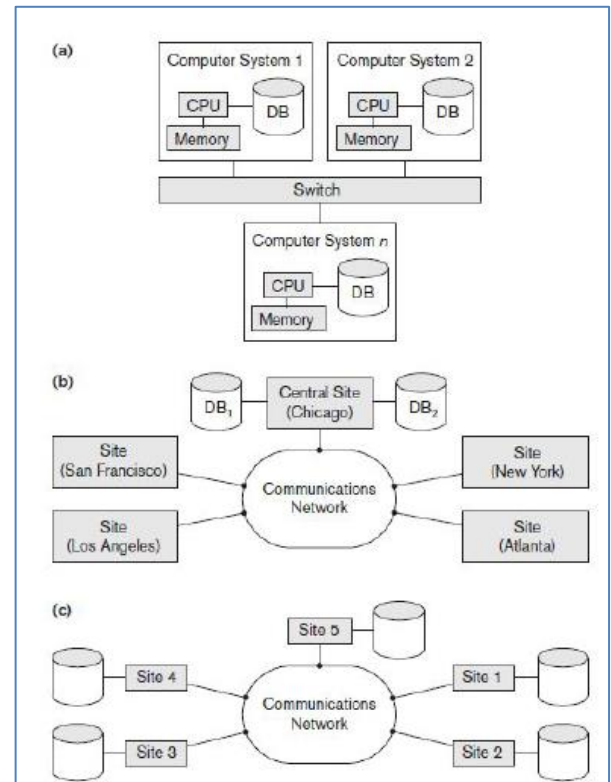 (a)
Computer System 1
CPU
DB
Memory
Computer System 2
CPU
DB
Memory
Switch
Computer System n
CPU
DB
Memory
(b)
DB1
Central Site
(Chicago)
DB2
Site
(San Francisco)
Site
(New York)
Communications
Network
Site
(Los Angeles)
Site
(Atlanta)
(c)
Site 5
Site 4
Site 1
Communications
Network
Site 3
Site 2